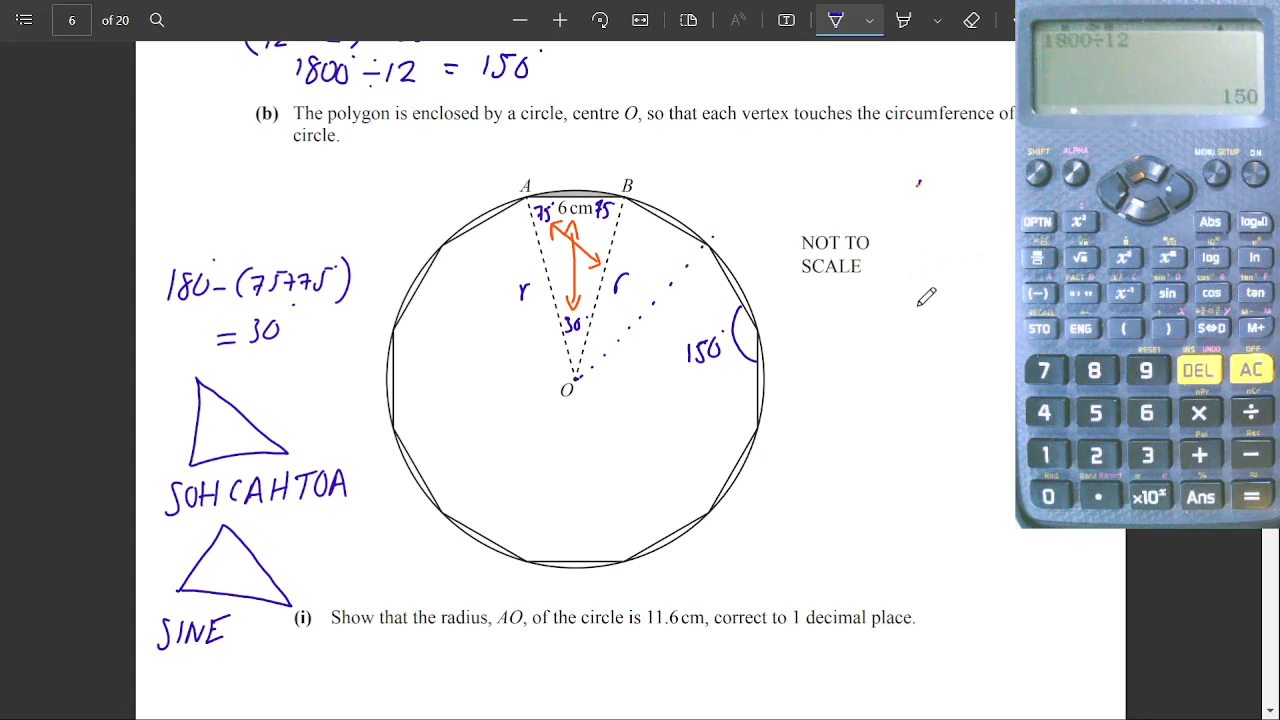 6 of 20
1800° ÷ 12 = 150°
(b) The polygon is enclosed by a circle, centre O, so that each vertex touches the circumference of
circle.
A B
75° 6 cm 75
NOT TO
SCALE
180° - (75+75°)
= 30°
r r
30°
150°
O
SOH CAH TOA
SINE
(i) Show that the radius, AO, of the circle is 11.6 cm, correct to 1 decimal place.
1800÷12
150
SHIFT ALPHA MENU SETUP ON
OPTN Abs
log ln
(−) sin cos tan
STO ENG ( ) S⇔D M+
7 8 9 DEL AC
4 5 6 × ÷
1 2 3 + −
0 • ×10ˣ Ans =